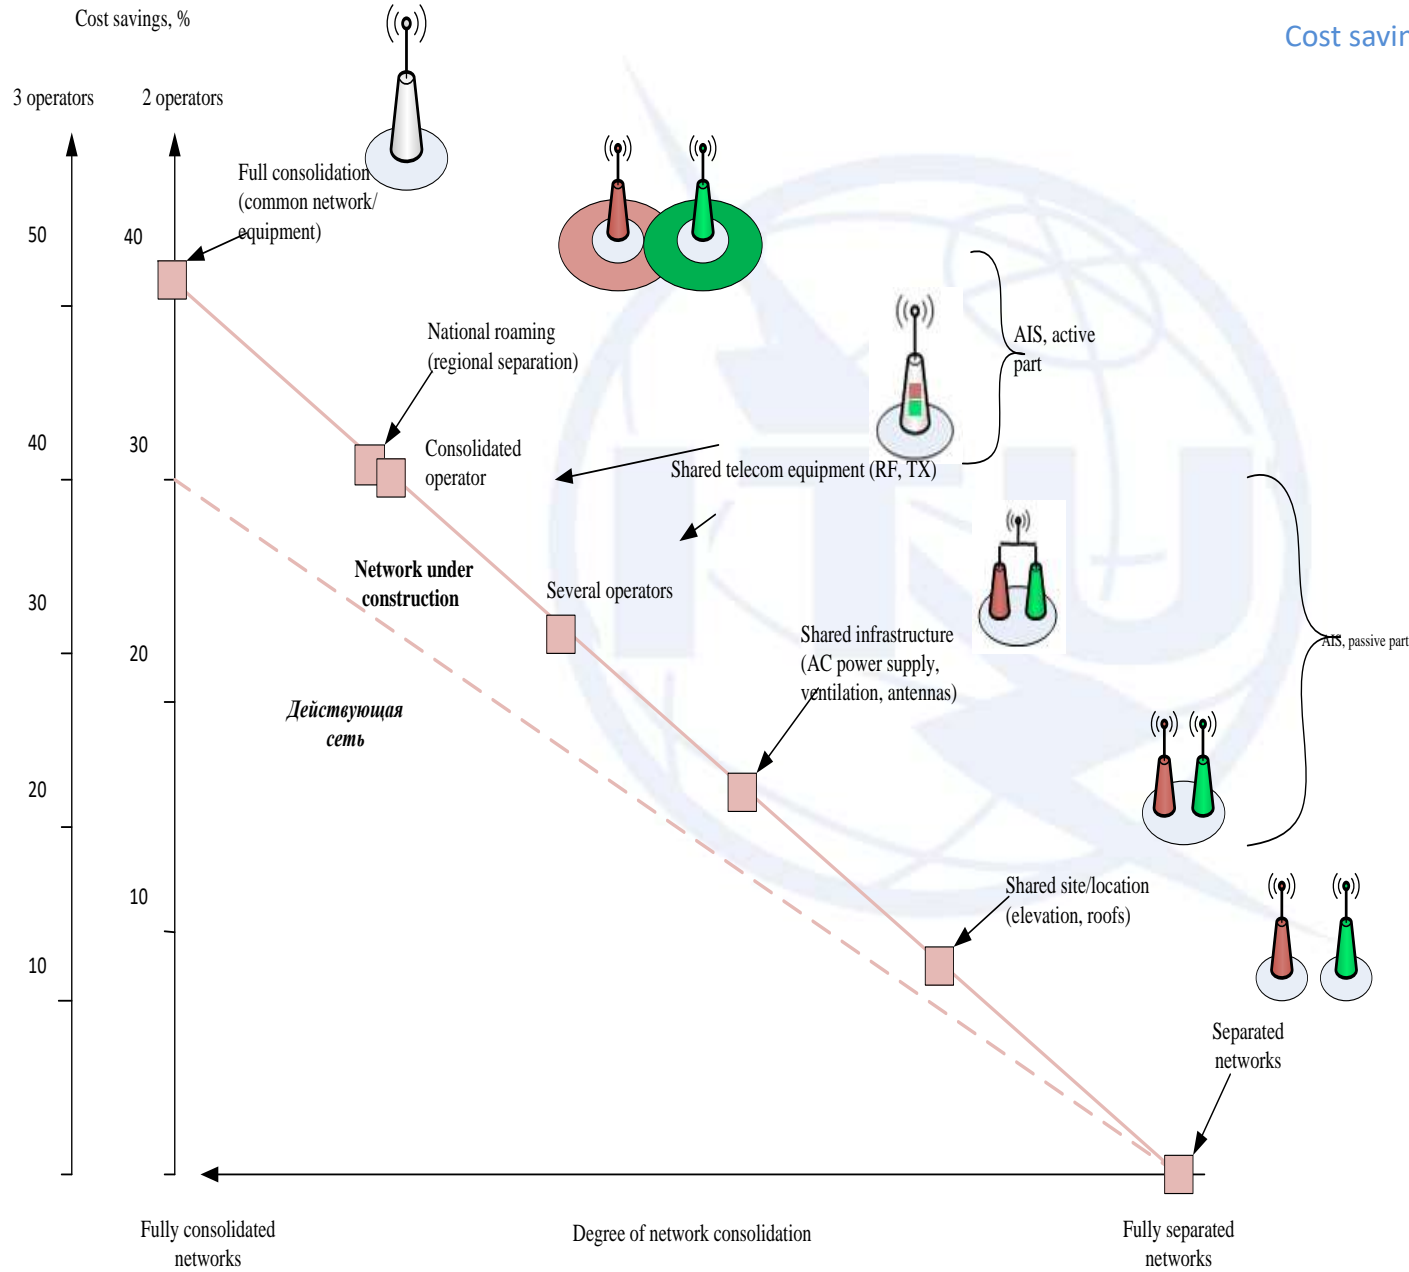 Cost savings, %
Cost savin
3 operators
2 operators
Full consolidation
(common network/
equipment)
50
40
National roaming
(regional separation)
AIS, active
part
40
30
Consolidated
operator
Shared telecom equipment (RF, TX)
Network under
construction
30
Several operators
20
Shared infrastructure
(AC power supply,
ventilation, antennas)
AIS, passive part
Действующая
сеть
20
10
Shared site/location
(elevation, roofs)
10
Separated
networks
Fully consolidated
networks
Degree of network consolidation
Fully separated
networks
ITU